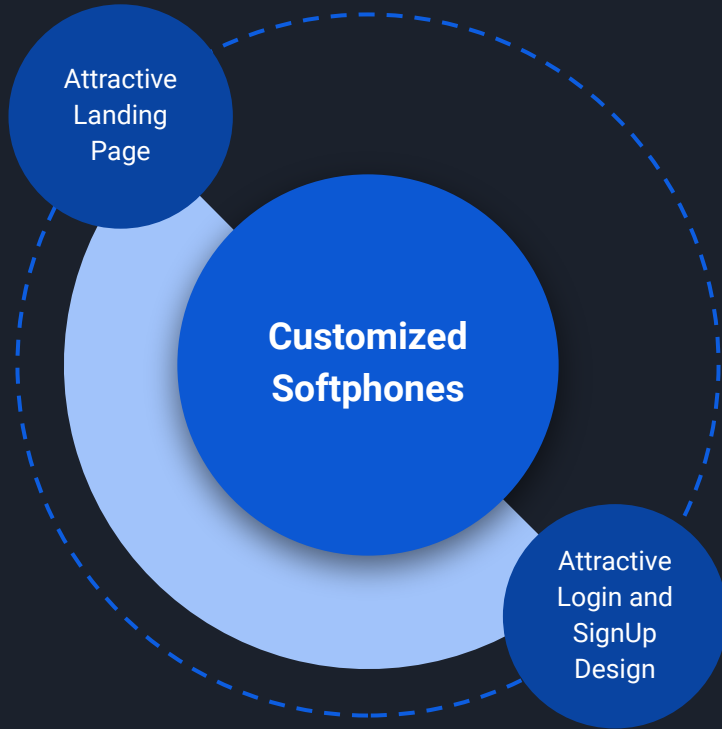 Attractive
Landing
Page
Customized
Softphones
Attractive
Login and
SignUp
Design